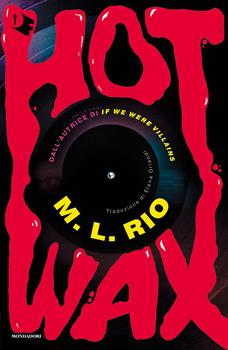 HOT
DALL'AUTRICE DI IF WE WERE VILLAINS
M. L. RIO
Traduzione di Elena Orlandi
WAX
MONDADORI